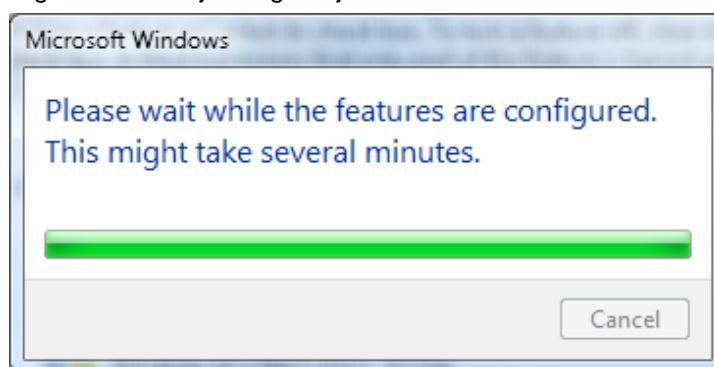 Microsoft Windows
Please wait while the features are configured.
This might take several minutes.
Cancel